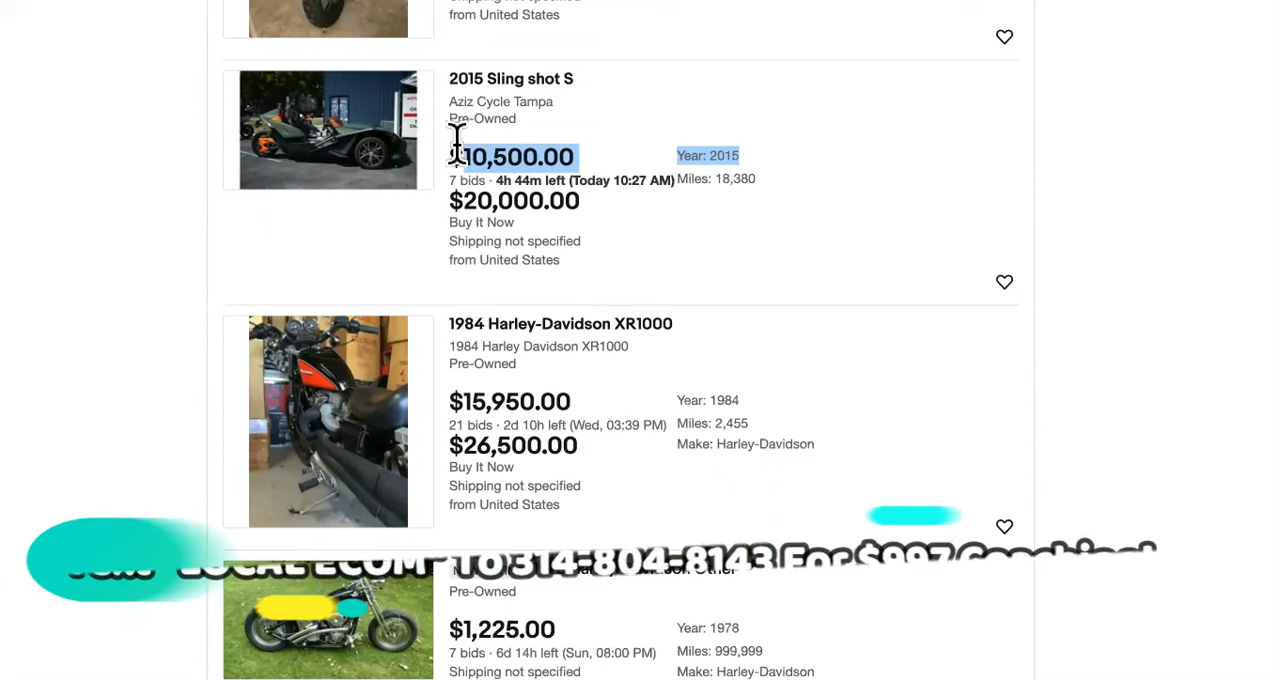 from United States
2015 Sling shot S
Aziz Cycle Tampa
Pre-Owned
$10,500.00
Year: 2015
7 bids · 4h 44m left (Today 10:27 AM)
Miles: 18,380
$20,000.00
Buy It Now
Shipping not specified
from United States
1984 Harley-Davidson XR1000
1984 Harley Davidson XR1000
Pre-Owned
$15,950.00
Year: 1984
21 bids · 2d 10h left (Wed, 03:39 PM)
Miles: 2,455
$26,500.00
Make: Harley-Davidson
Buy It Now
Shipping not specified
from United States
LOCAL ECOM" To 314-804-8143 For $997
Pre-Owned
$1,225.00
Year: 1978
7 bids · 6d 14h left (Sun, 08:00 PM)
Miles: 999,999
Shipping not specified
Make: Harley-Davidson